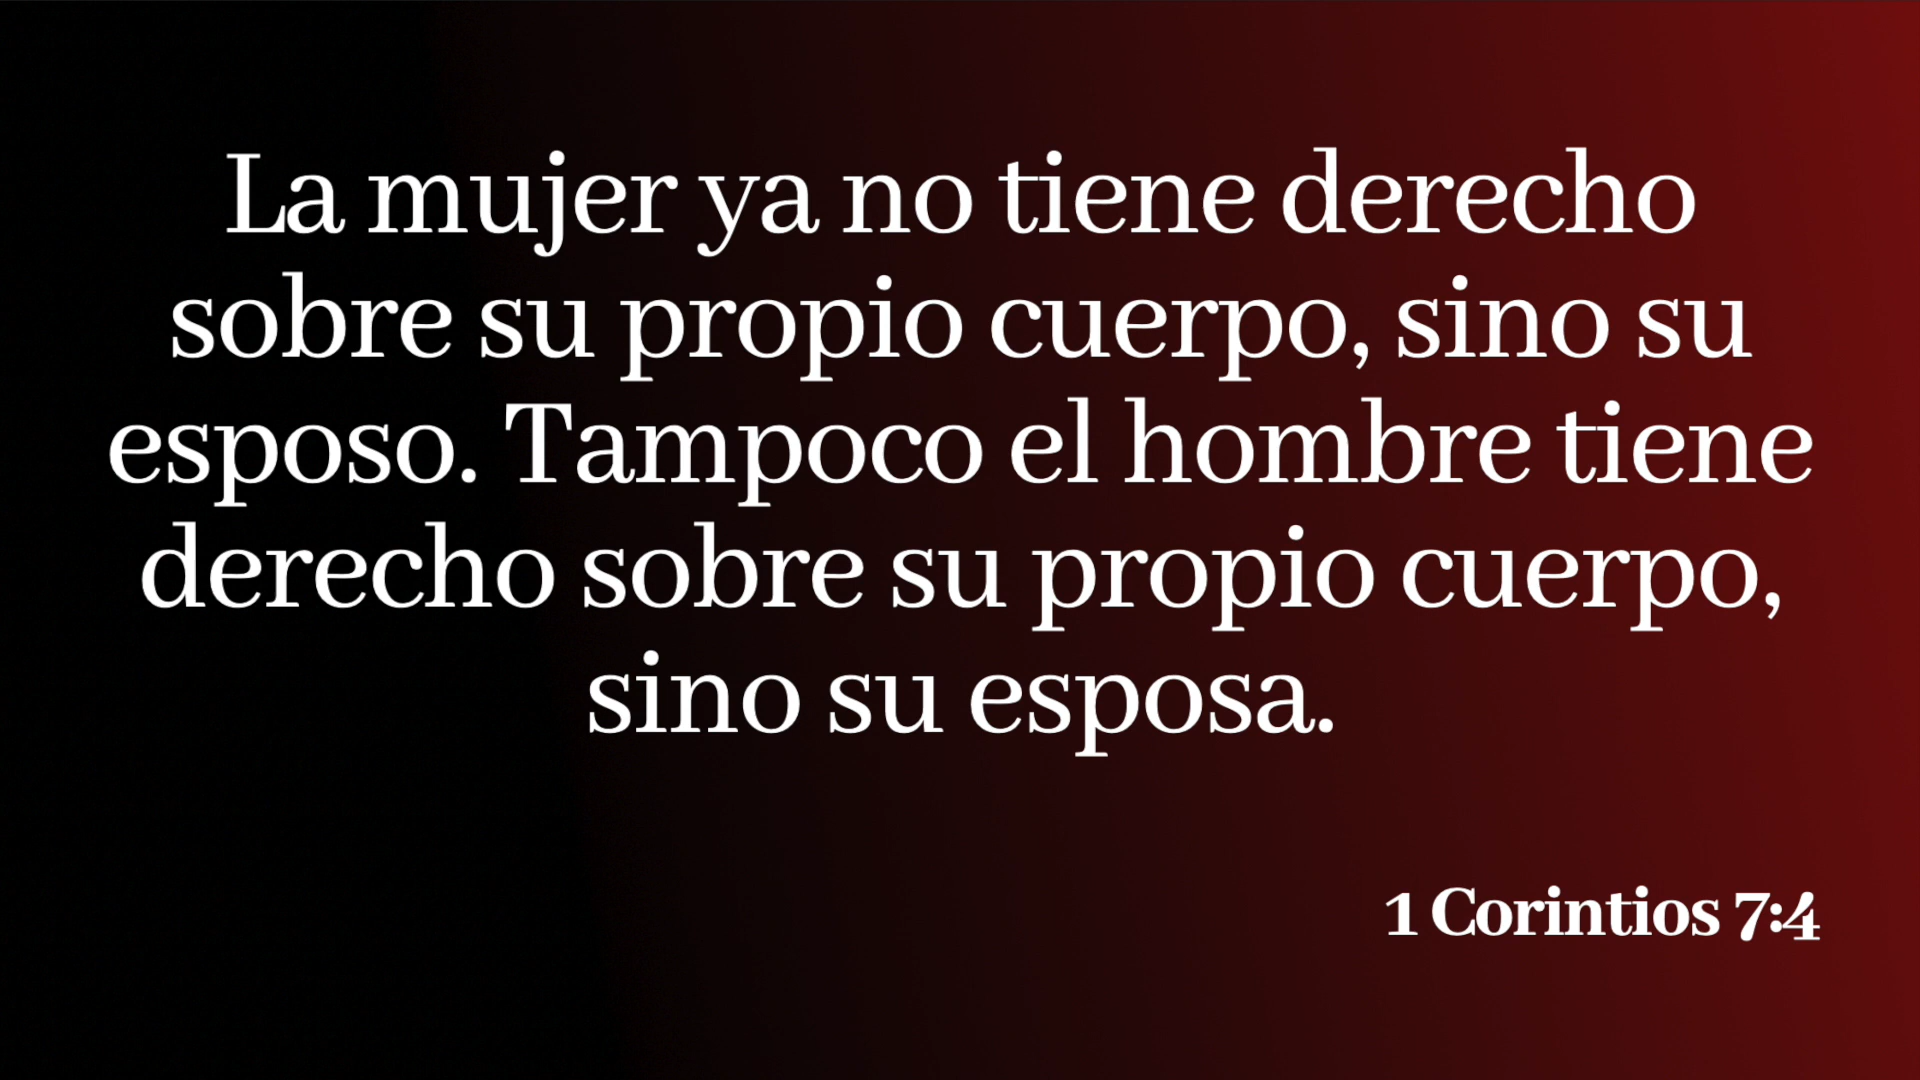 La mujer ya no tiene derecho
sobre su propio cuerpo, sino su
esposo. Tampoco el hombre tiene
derecho sobre su propio cuerpo,
sino su esposa.
1 Corintios 7:4